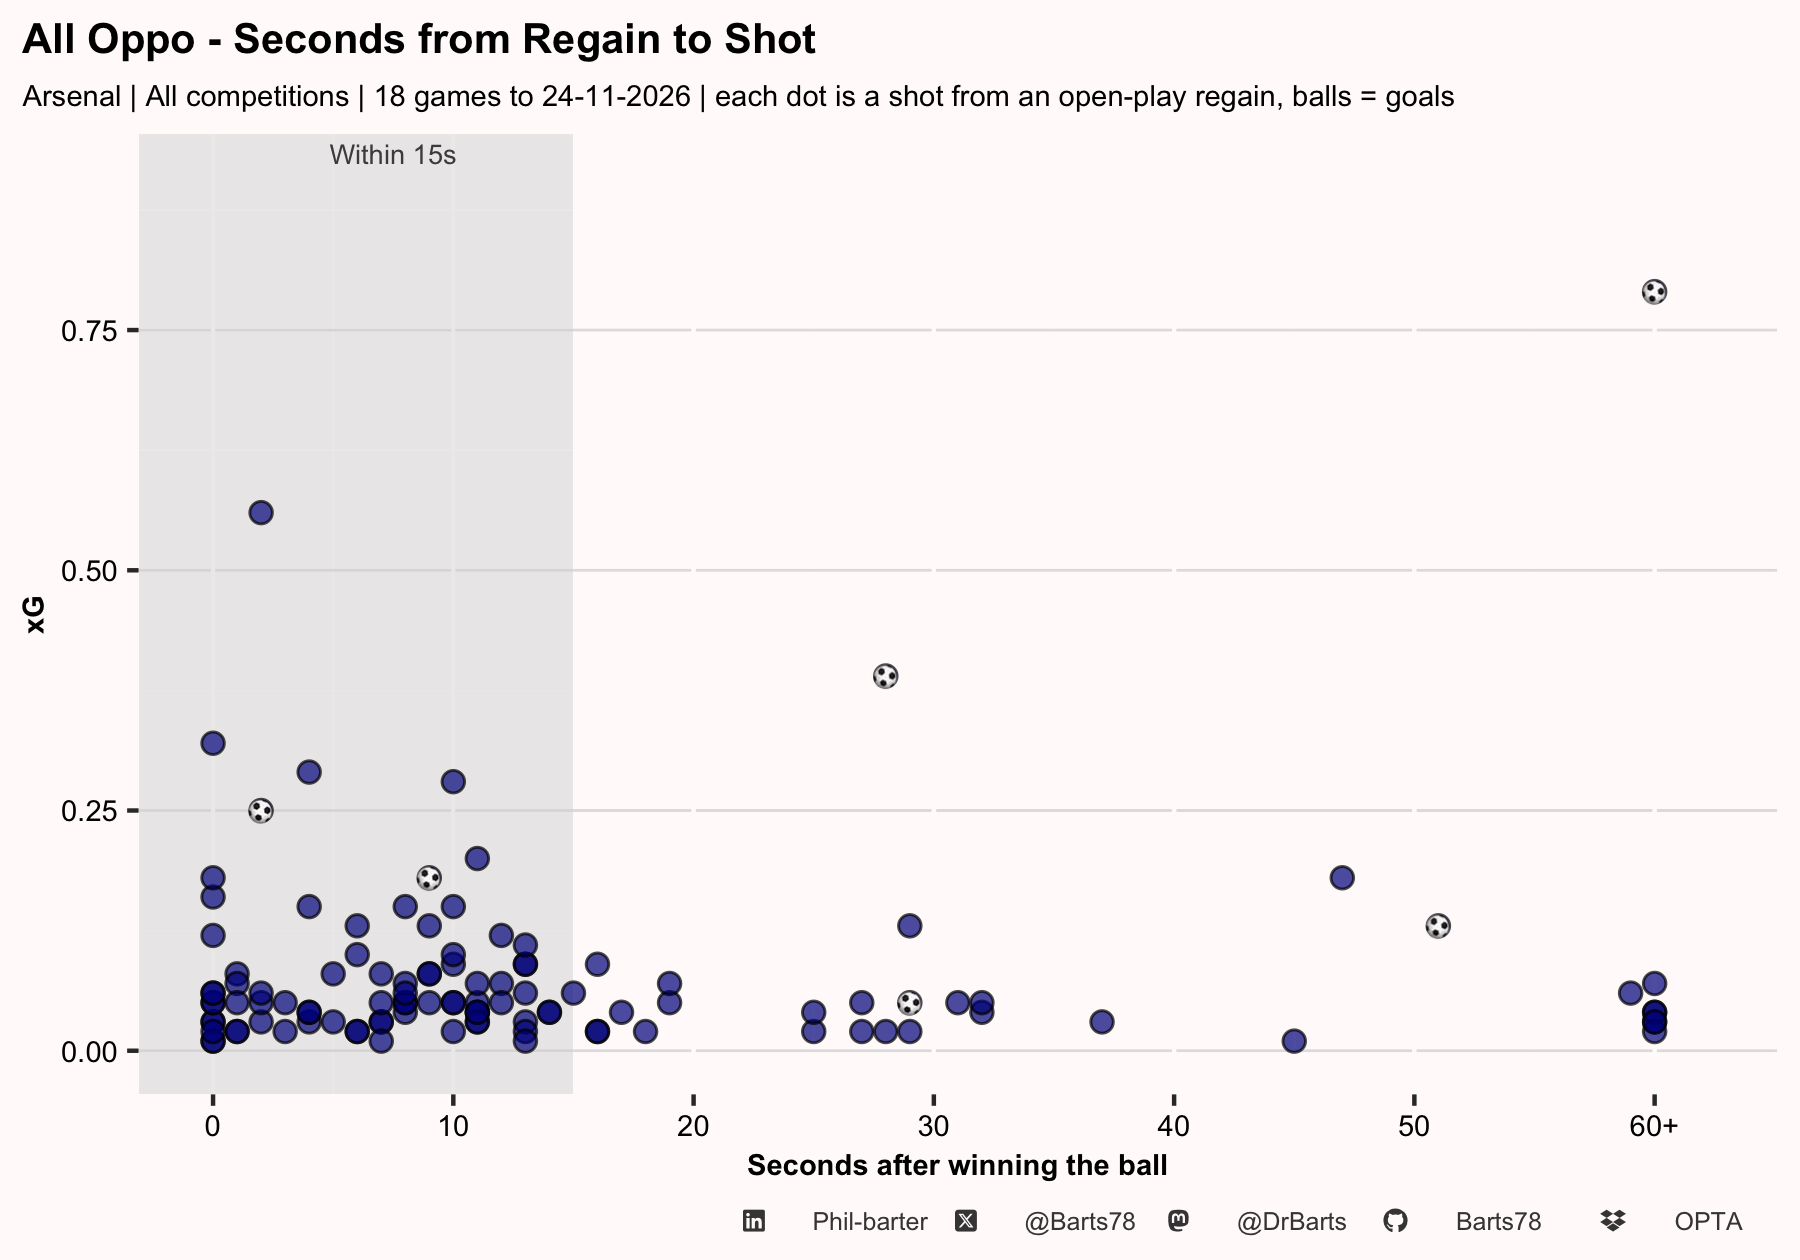 All Oppo - Seconds from Regain to Shot
Arsenal | All competitions | 18 games to 24-11-2026 | each dot is a shot from an open-play regain, balls = goals
Within 15s
0.75
0.50
0.25
0.00
xG
0 10 20 30 40 50 60+
Seconds after winning the ball
Phil-barter @Barts78 @DrBarts Barts78 OPTA